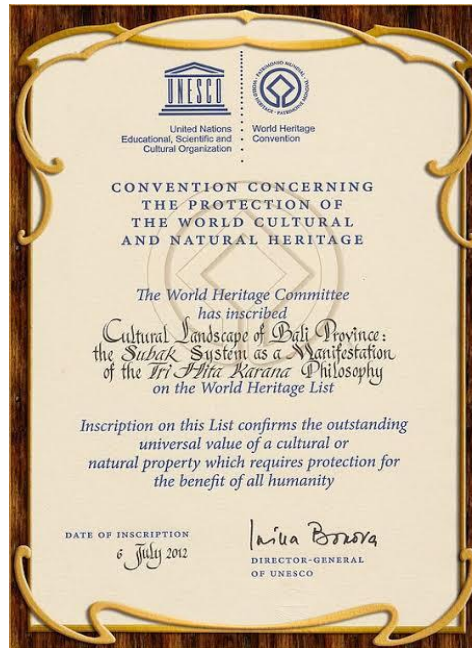 UNESCO
United Nations
Educational, Scientific and
Cultural Organization
World Heritage
Convention
CONVENTION CONCERNING
THE PROTECTION OF
THE WORLD CULTURAL
AND NATURAL HERITAGE
The World Heritage Committee
has inscribed
Cultural Landscape of Bali Province:
the Subak System as a Manifestation
of the Tri Hita Karana Philosophy
on the World Heritage List
Inscription on this List confirms the outstanding
universal value of a cultural or
natural property which requires protection for
the benefit of all humanity
DATE OF INSCRIPTION
6 July 2012
Irina Bokova
DIRECTOR-GENERAL
OF UNESCO